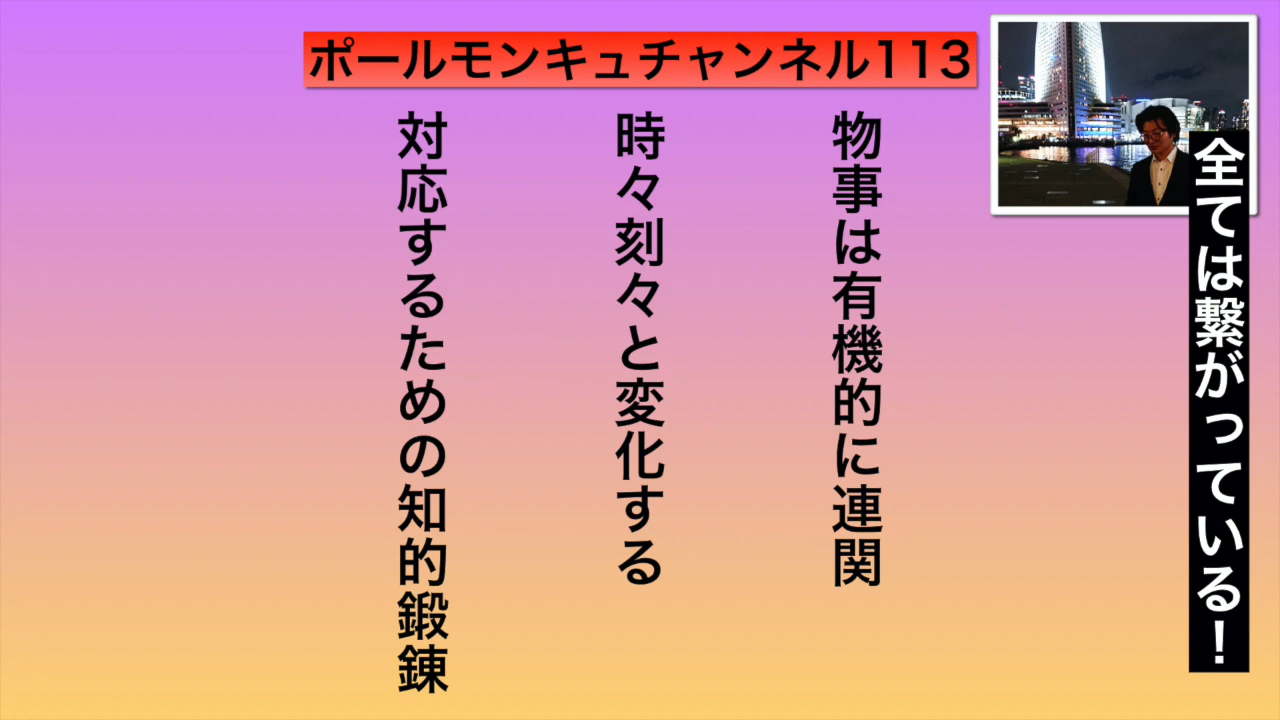 ポールモンキュチャンネル113
全ては繋がっている!
物事は有機的に連関
時々刻々と変化する
対応するための知的鍛錬